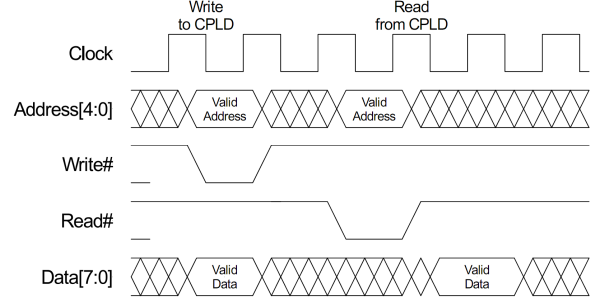 Write
to CPLD
Read
from CPLD
Clock
Address[4:0]
Valid
Address
Valid
Address
Write#
Read#
Data[7:0]
Valid
Data
Valid
Data